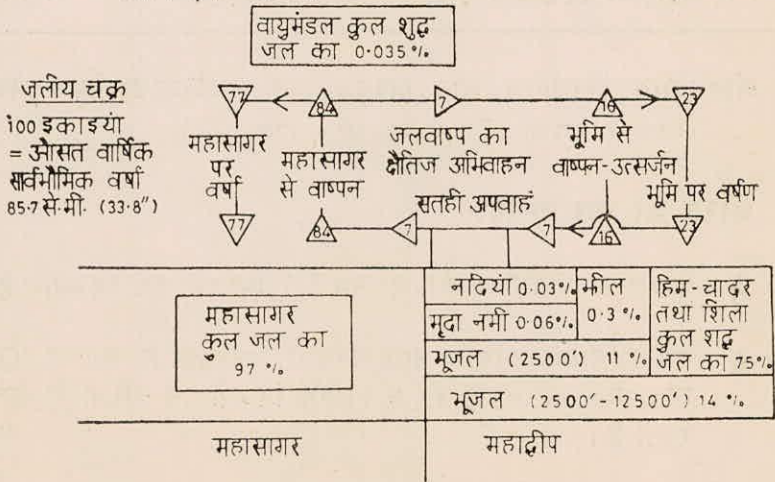 वायुमंडल कुल शुद्ध
जल का 0.035%
जलीय चक्र
100 इकाइयां
= औसत वार्षिक
सार्वभौमिक वर्षा
85.7 से.मी. (33.8")
77
84
7
16
23
महासागर
पर
वर्षा
महासागर
से वाष्पन
जलवाष्प का
क्षैतिज अभिवाहन
भूमि से
वाष्पन-उत्सर्जन
भूमि पर वर्षण
सतही अपवाह
77
84
7
7
16
23
महासागर
कुल जल का
97 %
नदियां 0.03%
झील
0.3 %
मृदा नमी 0.06%
हिम-चादर
तथा शिला
कुल शुद्ध
जल का 75%
भूजल (2500') 11 %
भूजल (2500'-12500') 14 %
महासागर
महाद्वीप